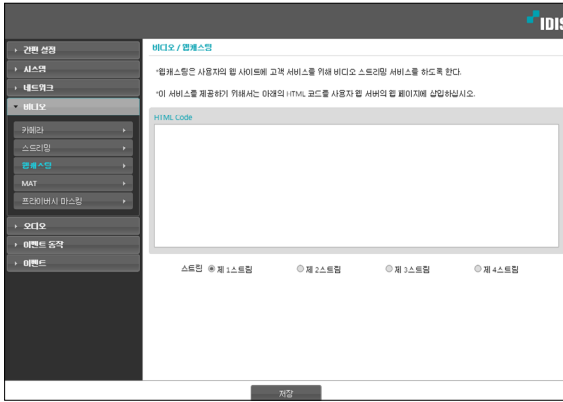 IDIS
간편 설정
시스템
네트워크
비디오
카메라
스트리밍
웹캐스팅
MAT
프라이버시 마스킹
오디오
이벤트 동작
이벤트
비디오 / 웹캐스팅
*웹캐스팅은 사용자의 웹 사이트에 고객 서비스를 위해 비디오 스트리밍 서비스를 하도록 한다.
*이 서비스를 제공하기 위해서는 아래의 HTML 코드를 사용자 웹 서버의 웹 페이지에 삽입하십시오.
HTML Code
스트림 제 1스트림 제 2스트림 제 3스트림 제 4스트림
저장